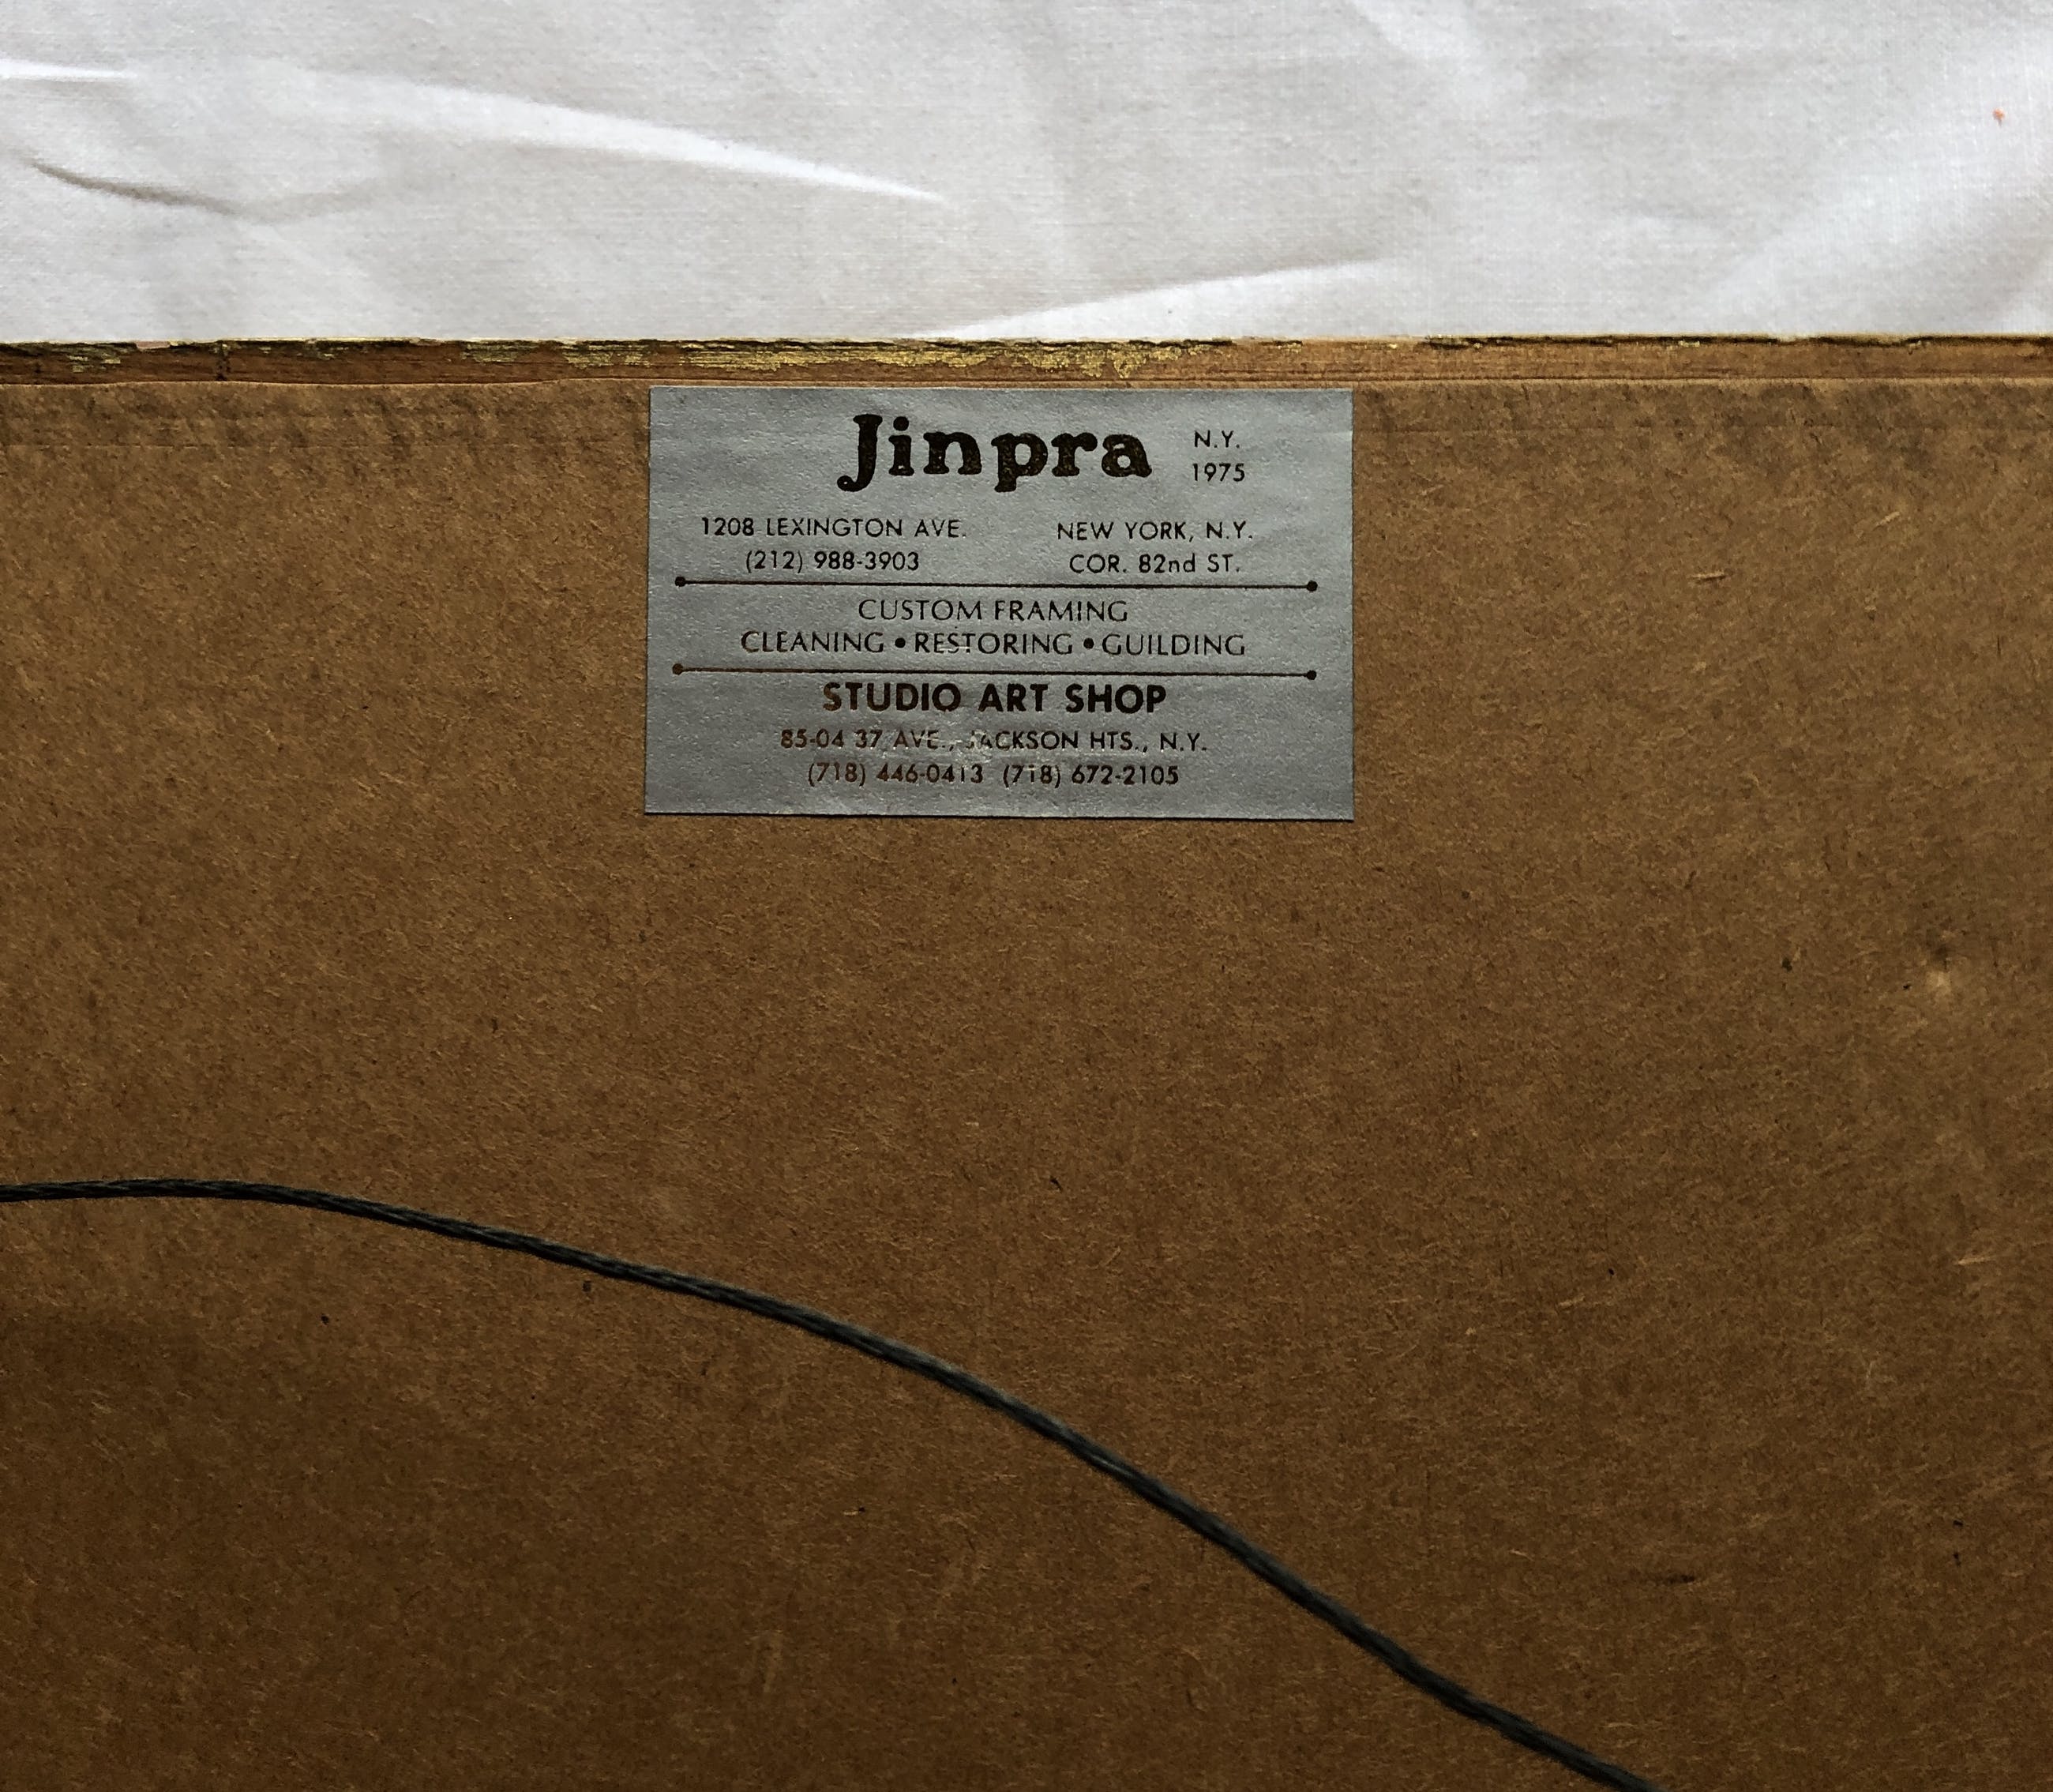 Jinpra N.Y.
1975
1208 LEXINGTON AVE. NEW YORK, N.Y.
(212) 988-3903 COR. 82nd ST.
CUSTOM FRAMING
CLEANING • RESTORING • GUILDING
STUDIO ART SHOP
85-04 37 AVE., JACKSON HTS., N.Y.
(718) 446-0413 (718) 672-2105